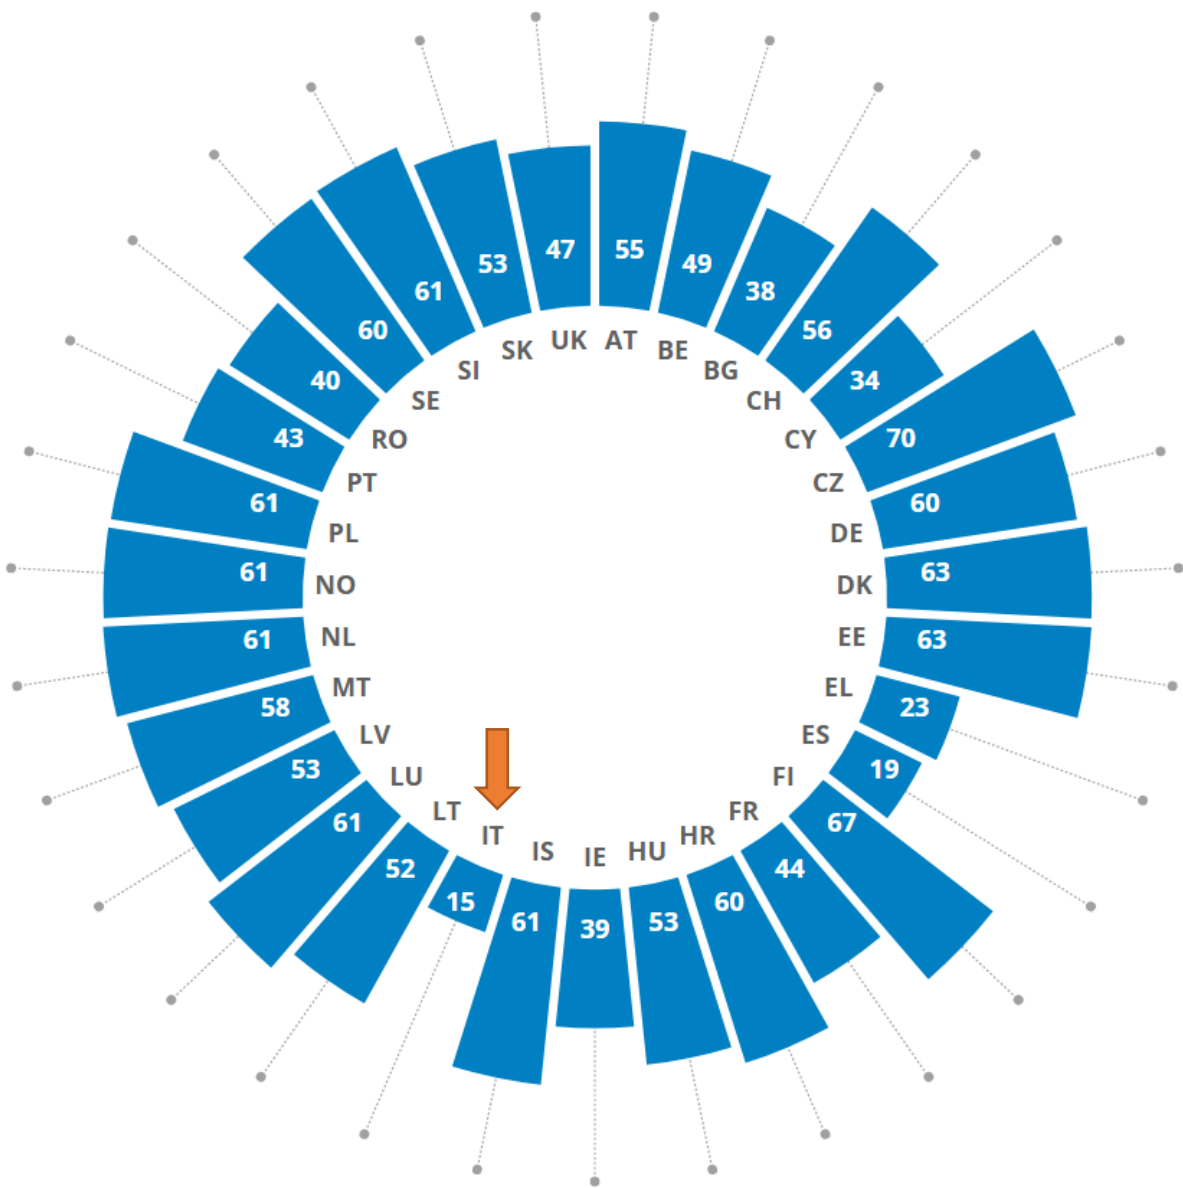 AT 55
BE 49
BG 38
CH 56
CY 34
CZ 70
DE 60
DK 63
EE 63
EL 23
ES 19
FI 67
FR 44
HR 60
HU 53
IE 39
IS 61
IT 15
LT 52
LU 61
LV 53
MT 58
NL 61
NO 61
PL 61
PT 43
RO 40
SE 60
SI 61
SK 53
UK 47